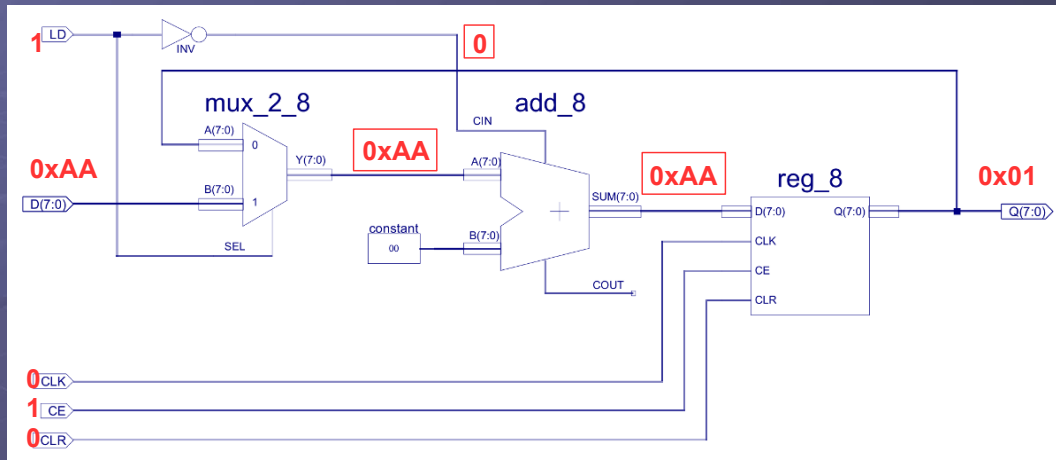 1 LD
INV
0
mux_2_8
add_8
CIN
A(7:0)
0
0xAA
Y(7:0)
0xAA
A(7:0)
0xAA
reg_8
0x01
B(7:0)
1
D(7:0)
SUM(7:0)
D(7:0)
Q(7:0)
Q(7:0)
constant
00
B(7:0)
CLK
SEL
CE
COUT
CLR
0 CLK
1 CE
0 CLR